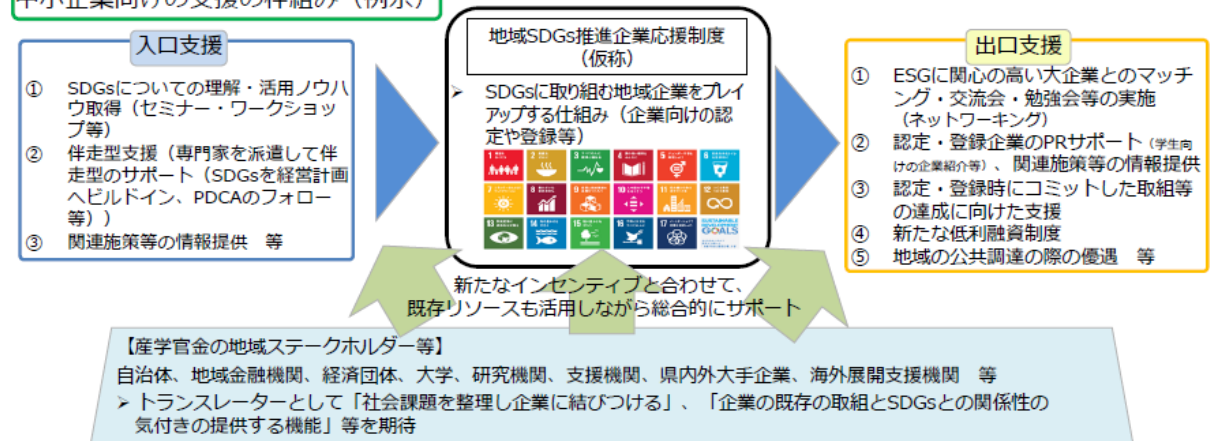 中小企業向けの支援の枠組み（例示）
入口支援
① SDGsについての理解・活用ノウハ
ウ取得（セミナー・ワークショッ
プ等）
② 伴走型支援（専門家を派遣して伴
走型のサポート（SDGsを経営計画
へビルドイン、PDCAのフォロー
等））
③ 関連施策等の情報提供　等
地域SDGs推進企業応援制度
（仮称）
➢ SDGsに取り組む地域企業をプレイ
アップする仕組み（企業向けの認
定や登録等）
1 2 3 4 5 6
7 8 9 10 11 12
13 14 15 16 17 SUSTAINABLE
DEVELOPMENT
GOALS
出口支援
① ESGに関心の高い大企業とのマッチ
ング・交流会・勉強会等の実施
（ネットワーキング）
② 認定・登録企業のPRサポート（学生向
けの企業紹介等）、関連施策等の情報提供
③ 認定・登録時にコミットした取組等
の達成に向けた支援
④ 新たな低利融資制度
⑤ 地域の公共調達の際の優遇　等
新たなインセンティブと合わせて、
既存リソースも活用しながら総合的にサポート
【産学官金の地域ステークホルダー等】
自治体、地域金融機関、経済団体、大学、研究機関、支援機関、県内外大手企業、海外展開支援機関　等
➢ トランスレーターとして「社会課題を整理し企業に結びつける」、「企業の既存の取組とSDGsとの関係性の
気付きの提供する機能」等を期待